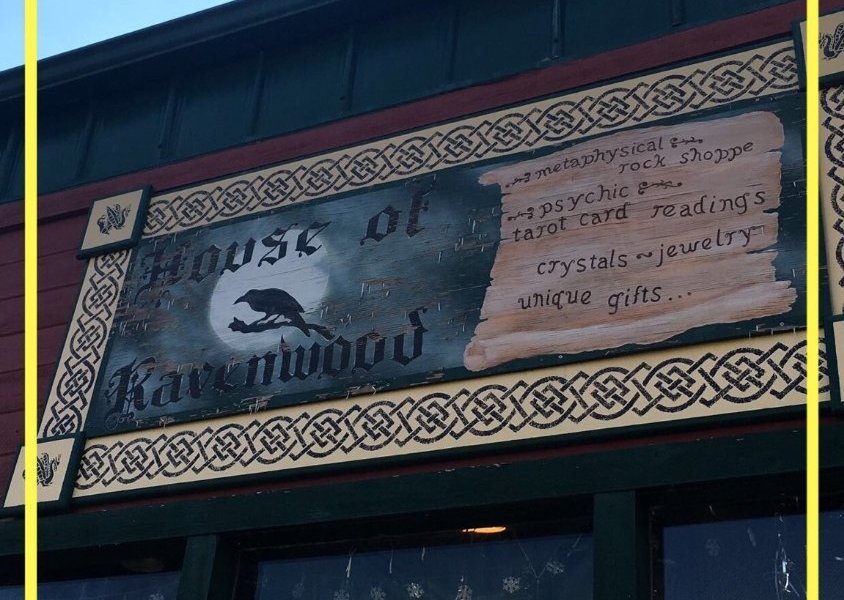 House of
Ravenwood
metaphysical
rock shoppe
psychic
tarot card readings
crystals ~ jewelry
unique gifts...